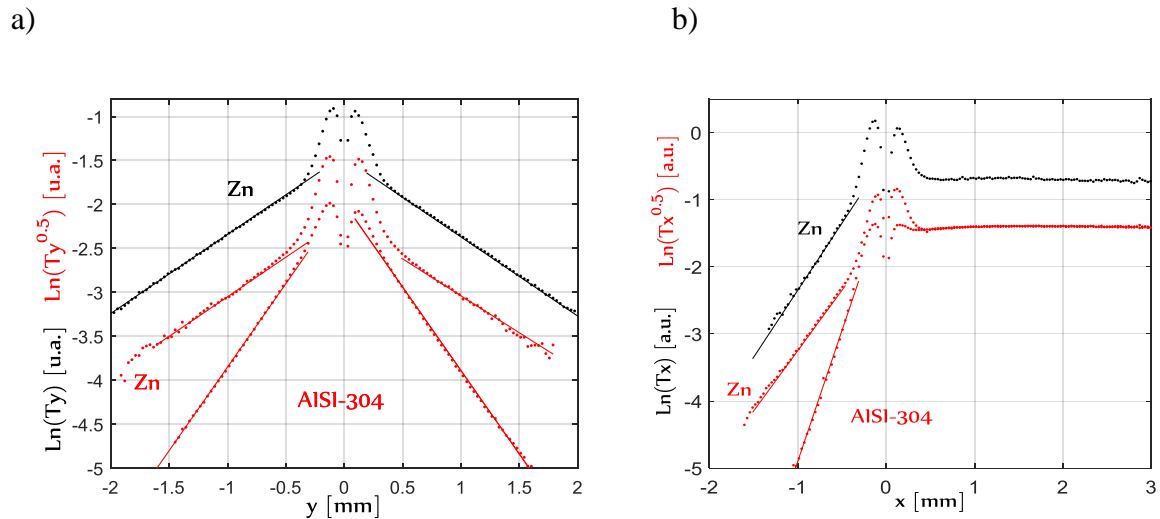 a)
b)
Ln(Ty) [u.a.] Ln(Ty^0.5) [u.a.]
-1
-1.5
-2
-2.5
-3
-3.5
-4
-4.5
-5
Zn
Zn
AlSl-304
-2 -1.5 -1 -0.5 0 0.5 1 1.5 2
y [mm]
Ln(Tx) [a.u.] Ln(Tx^0.5) [a.u.]
0
-1
-2
-3
-4
-5
Zn
Zn
AlSl-304
-2 -1 0 1 2 3
x [mm]